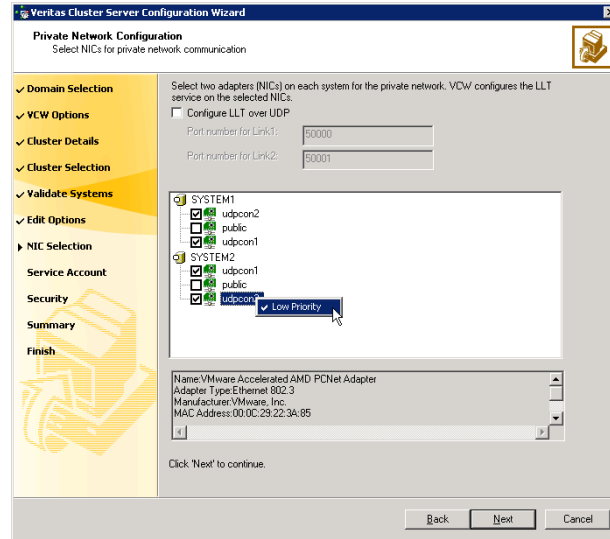 Veritas Cluster Server Configuration Wizard
Private Network Configuration
Select NICs for private network communication
Domain Selection
VCW Options
Cluster Details
Cluster Selection
Validate Systems
Edit Options
NIC Selection
Service Account
Security
Summary
Finish
Select two adapters (NICs) on each system for the private network. VCW configures the LLT
service on the selected NICs.
Configure LLT over UDP
Port number for Link1:
50000
Port number for Link2:
50001
SYSTEM1
udpcon2
public
udpcon1
SYSTEM2
udpcon1
public
Low Priority
Name:VMware Accelerated AMD PCNet Adapter
Adapter Type:Ethernet 802.3
Manufacturer:VMware, Inc.
MAC Address:00:0C:29:22:3A:85
Click 'Next' to continue.
Back
Next
Cancel